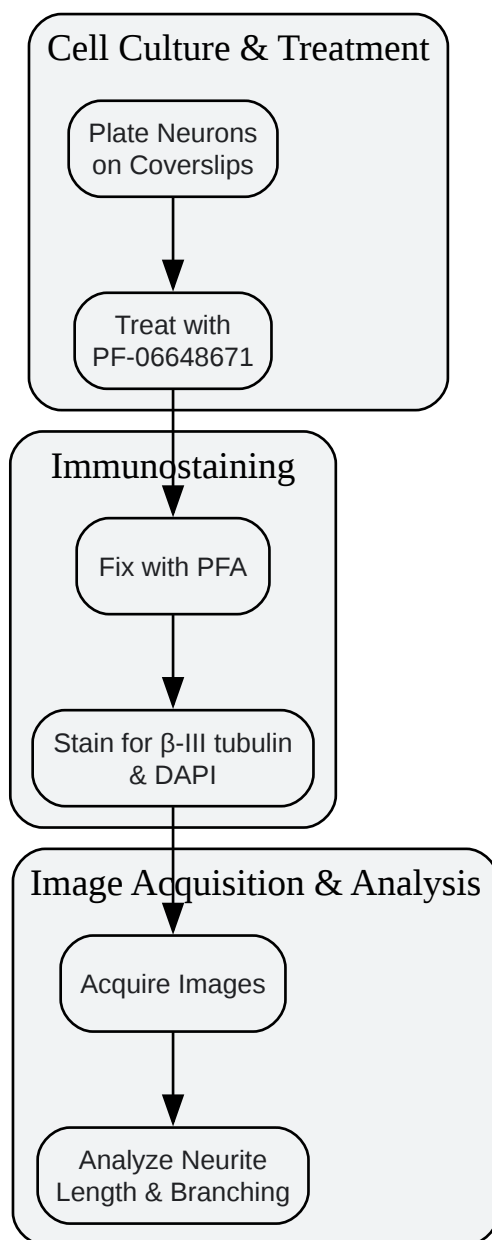 Cell Culture & Treatment
Plate Neurons
on Coverslips
Treat with
PF-06648671
Immunostaining
Fix with PFA
Stain for β-III tubulin
& DAPI
Image Acquisition & Analysis
Acquire Images
Analyze Neurite
Length & Branching